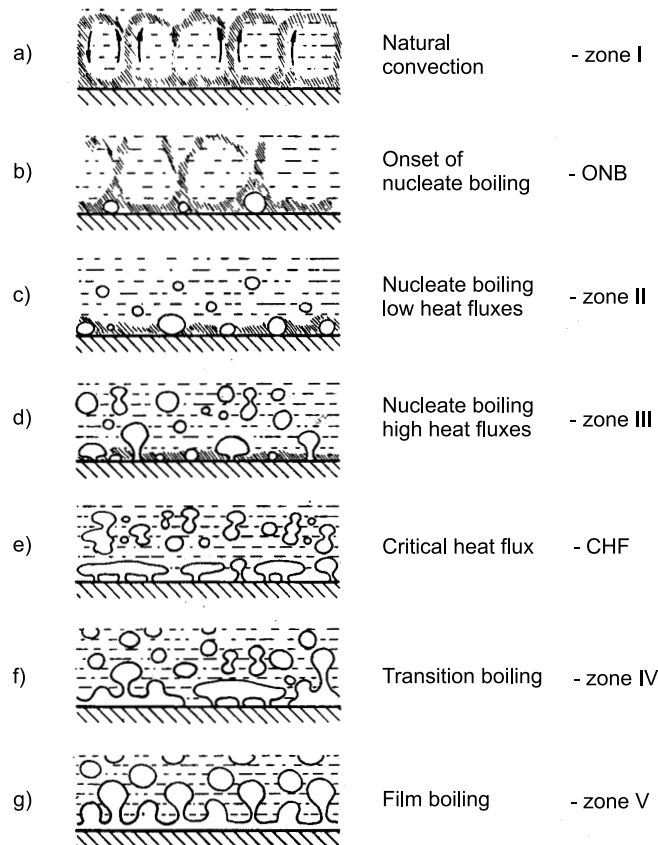 a) Natural convection - zone I
b) Onset of nucleate boiling - ONB
c) Nucleate boiling low heat fluxes - zone II
d) Nucleate boiling high heat fluxes - zone III
e) Critical heat flux - CHF
f) Transition boiling - zone IV
g) Film boiling - zone V